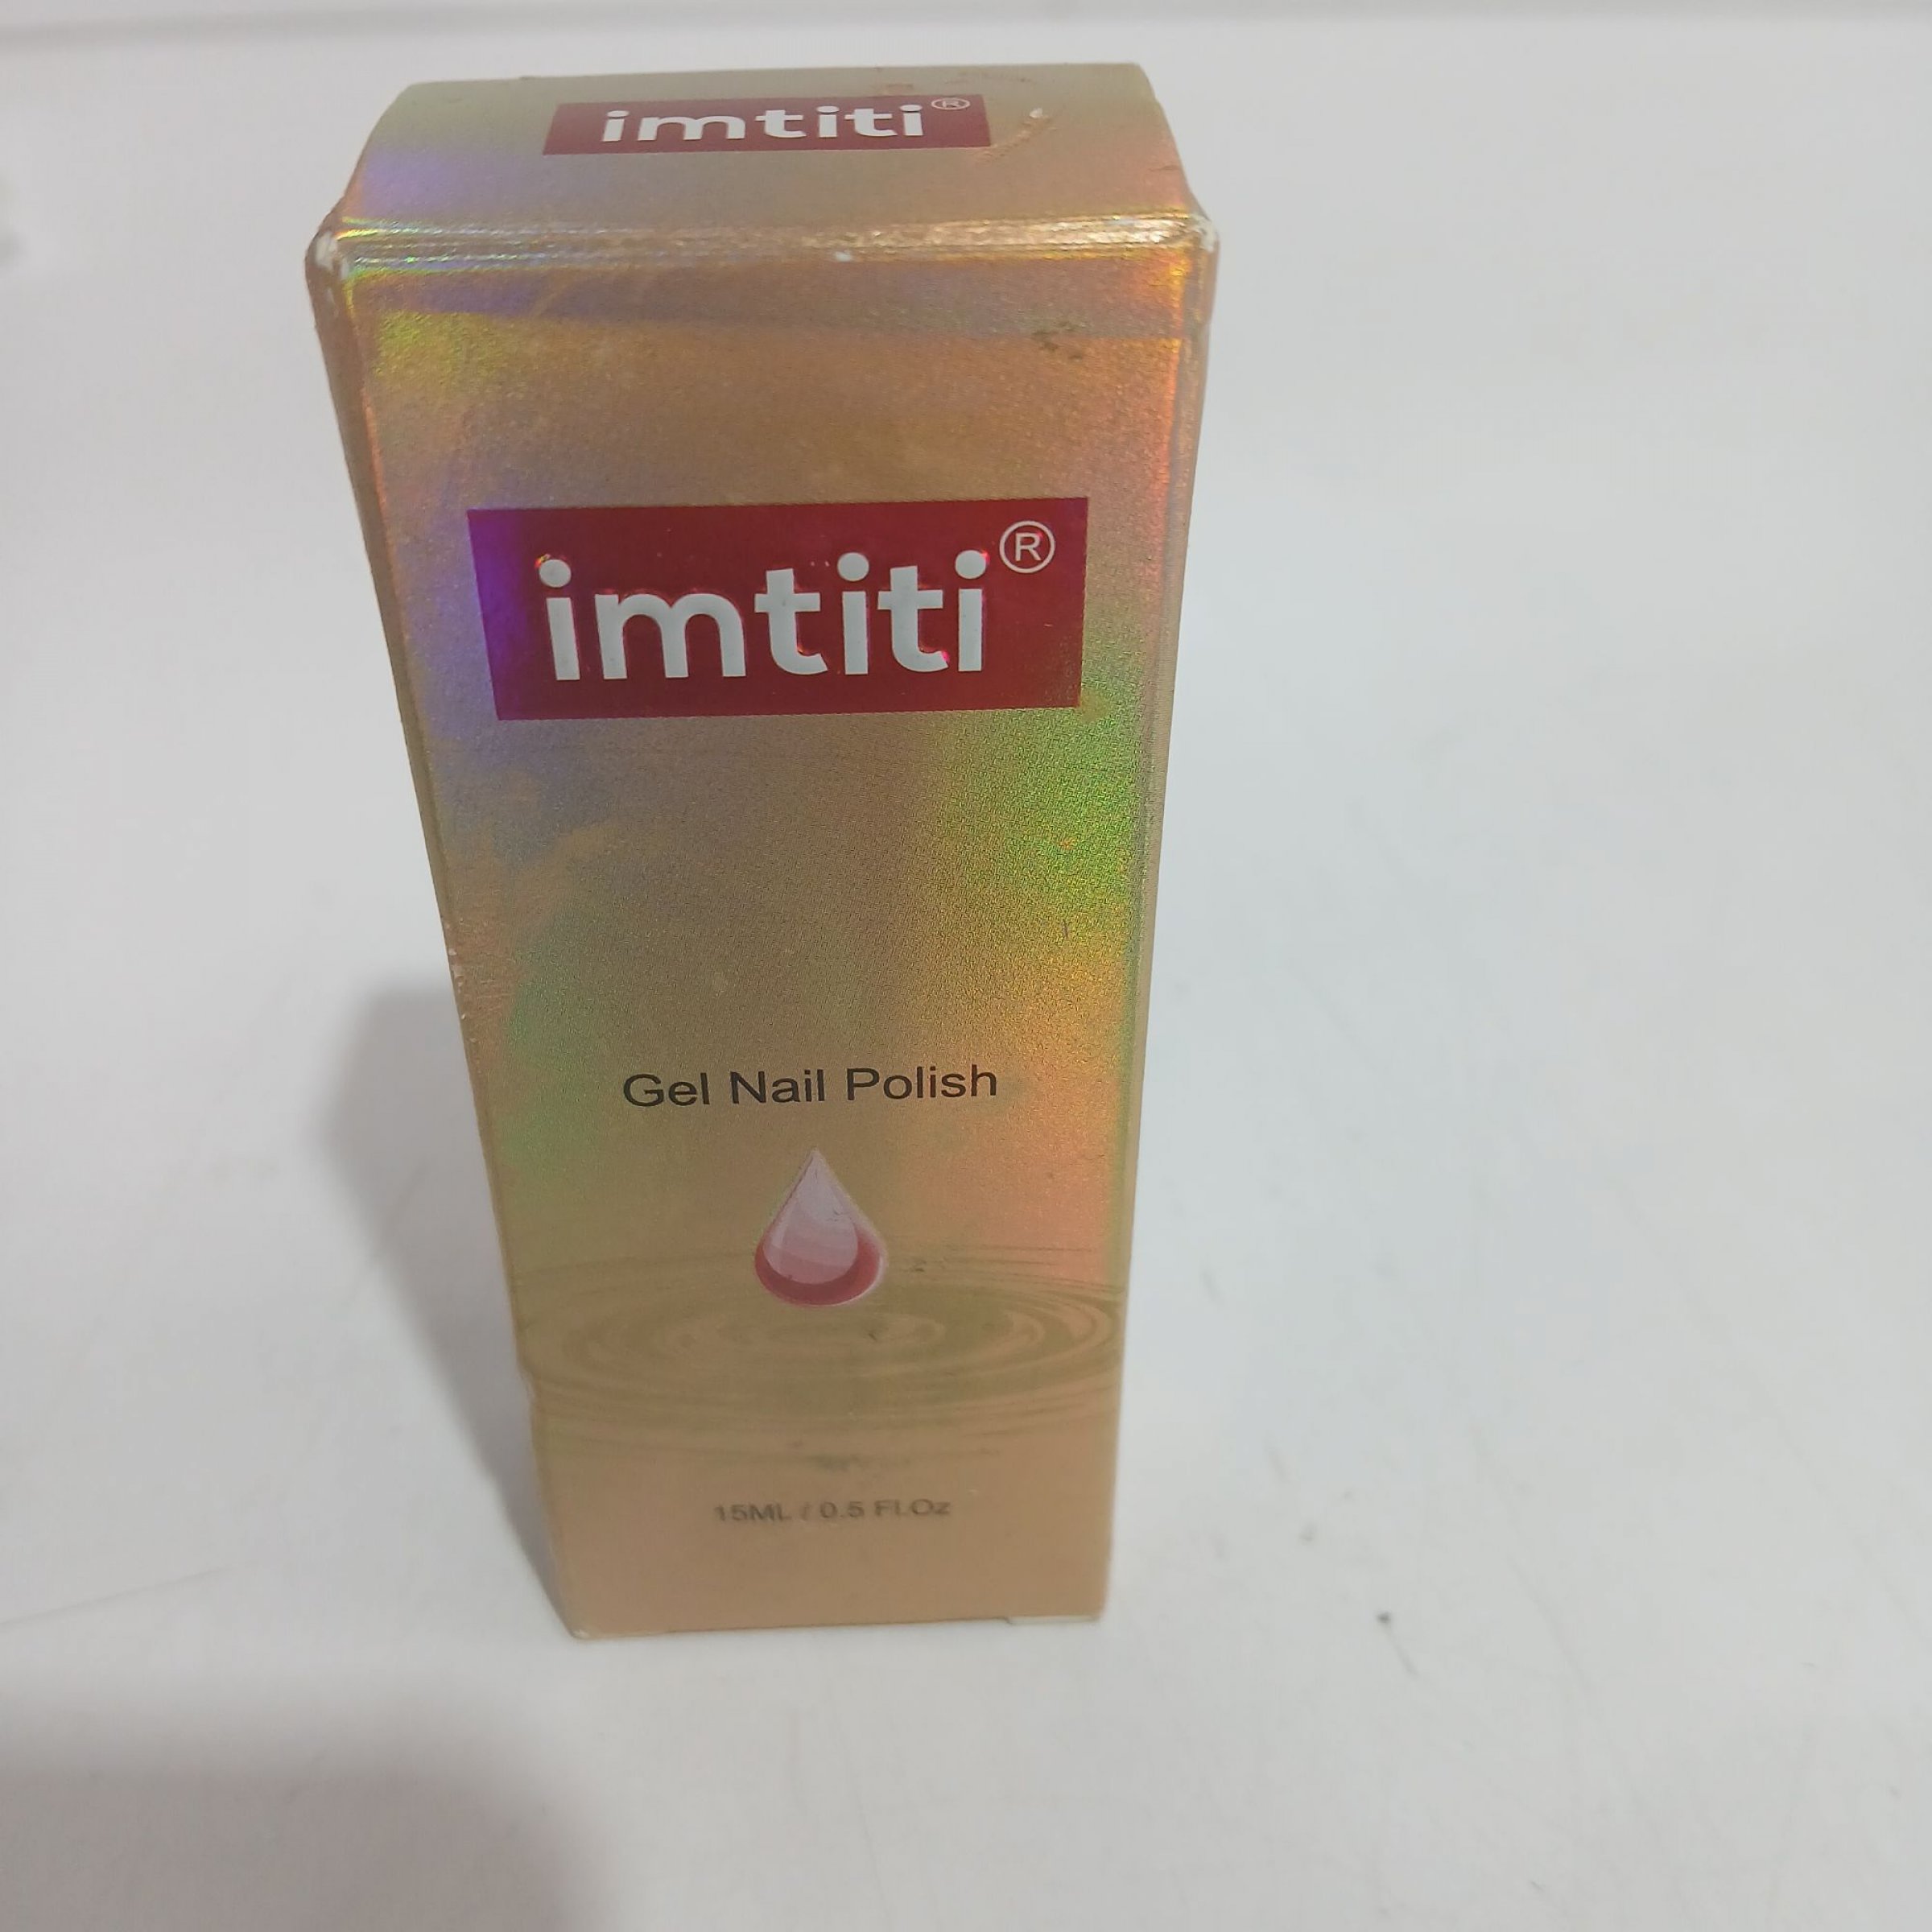 imtiti®
imtiti®
Gel Nail Polish
15ML / 0.5 Fl.Oz